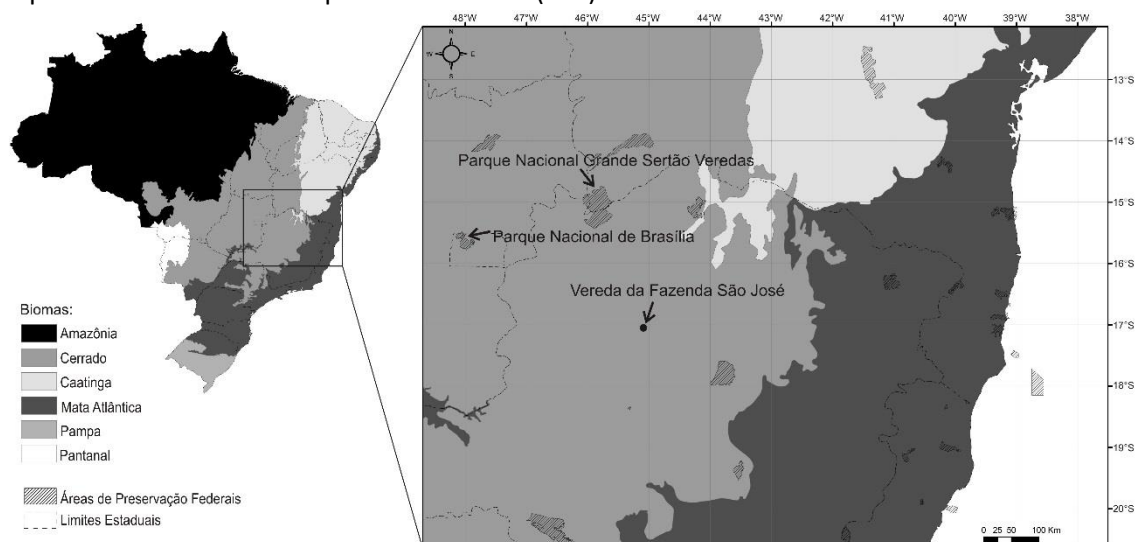 48°W 47°W 46°W 45°W 44°W 43°W 42°W 41°W 40°W 39°W 38°W
N
E
13°S
14°S
Parque Nacional Grande Sertão Veredas
15°S
Parque Nacional de Brasília
16°S
Vereda da Fazenda São José
17°S
18°S
19°S
20°S
0 25 50 100 Km
Biomas:
Amazônia
Cerrado
Caatinga
Mata Atlântica
Pampa
Pantanal
Áreas de Preservação Federais
Limites Estaduais